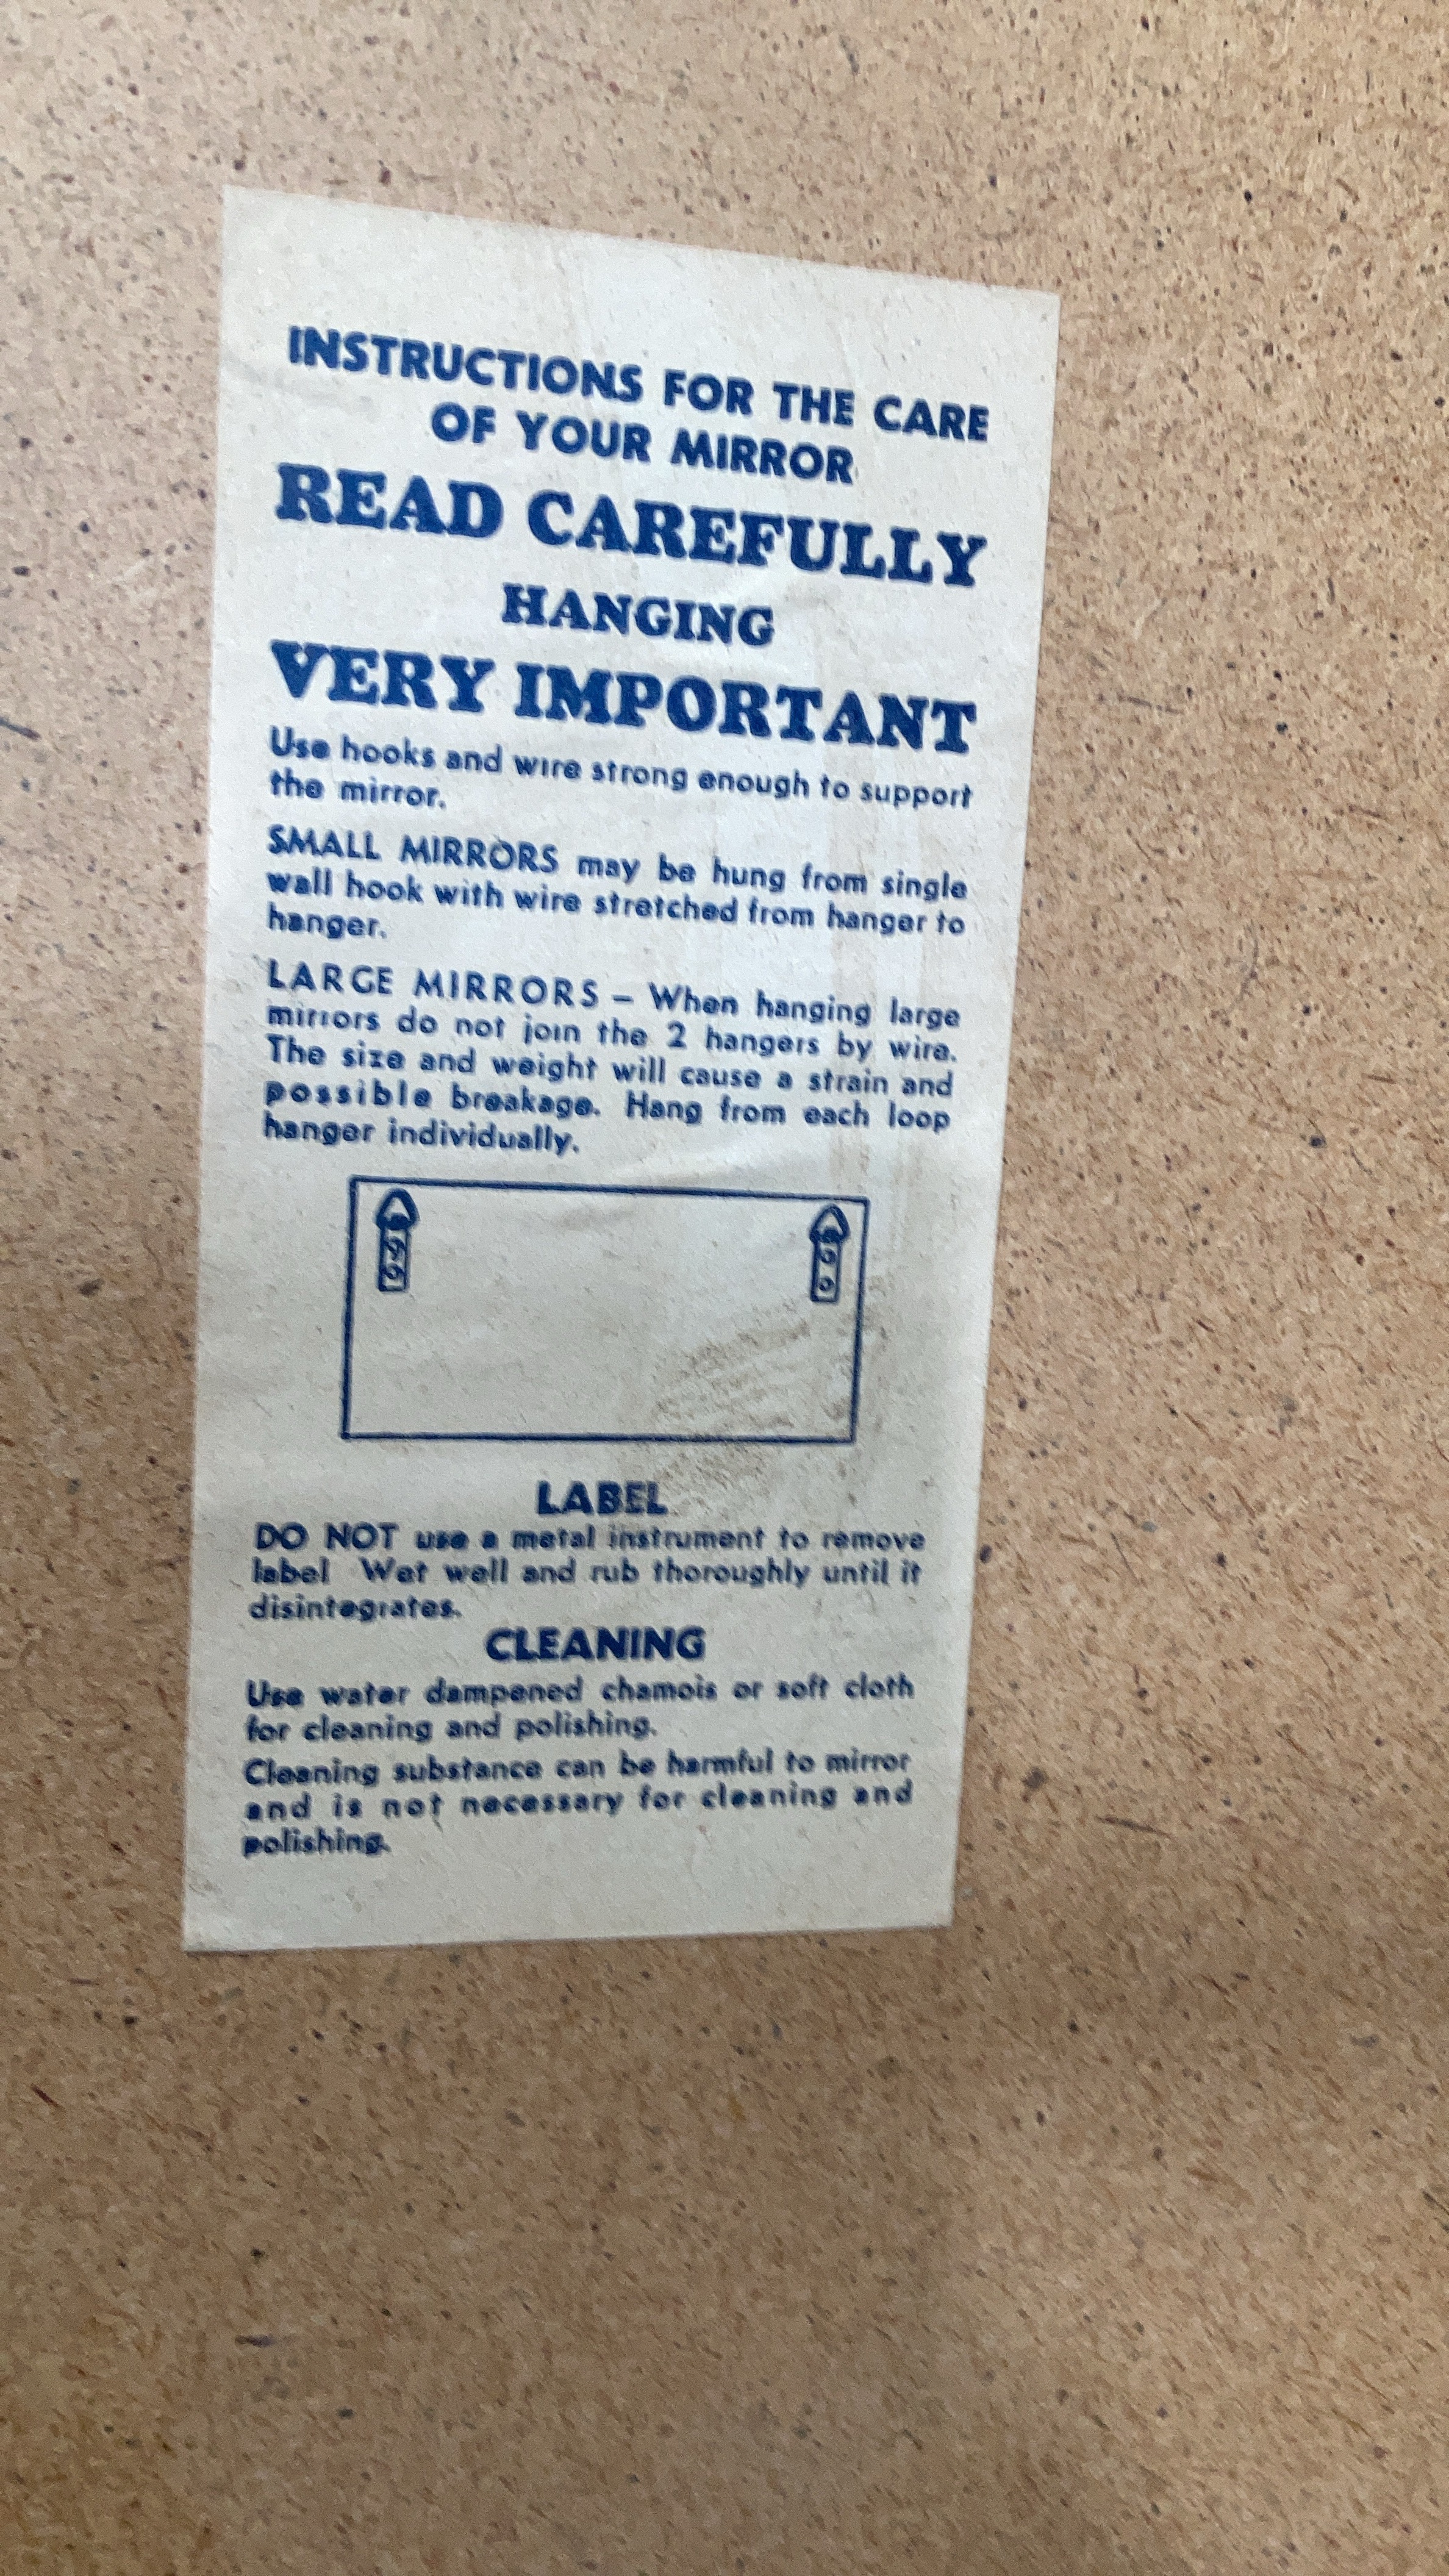 INSTRUCTIONS FOR THE CARE
OF YOUR MIRROR
READ CAREFULLY
HANGING
VERY IMPORTANT
Use hooks and wire strong enough to support
the mirror.
SMALL MIRRORS may be hung from single
wall hook with wire stretched from hanger to
hanger.
LARGE MIRRORS – When hanging large
mirrors do not join the 2 hangers by wire.
The size and weight will cause a strain and
possible breakage. Hang from each loop
hanger individually.
LABEL
DO NOT use a metal instrument to remove
label Wet well and rub thoroughly until it
disintegrates.
CLEANING
Use water dampened chamois or soft cloth
for cleaning and polishing.
Cleaning substance can be harmful to mirror
and is not necessary for cleaning and
polishing.